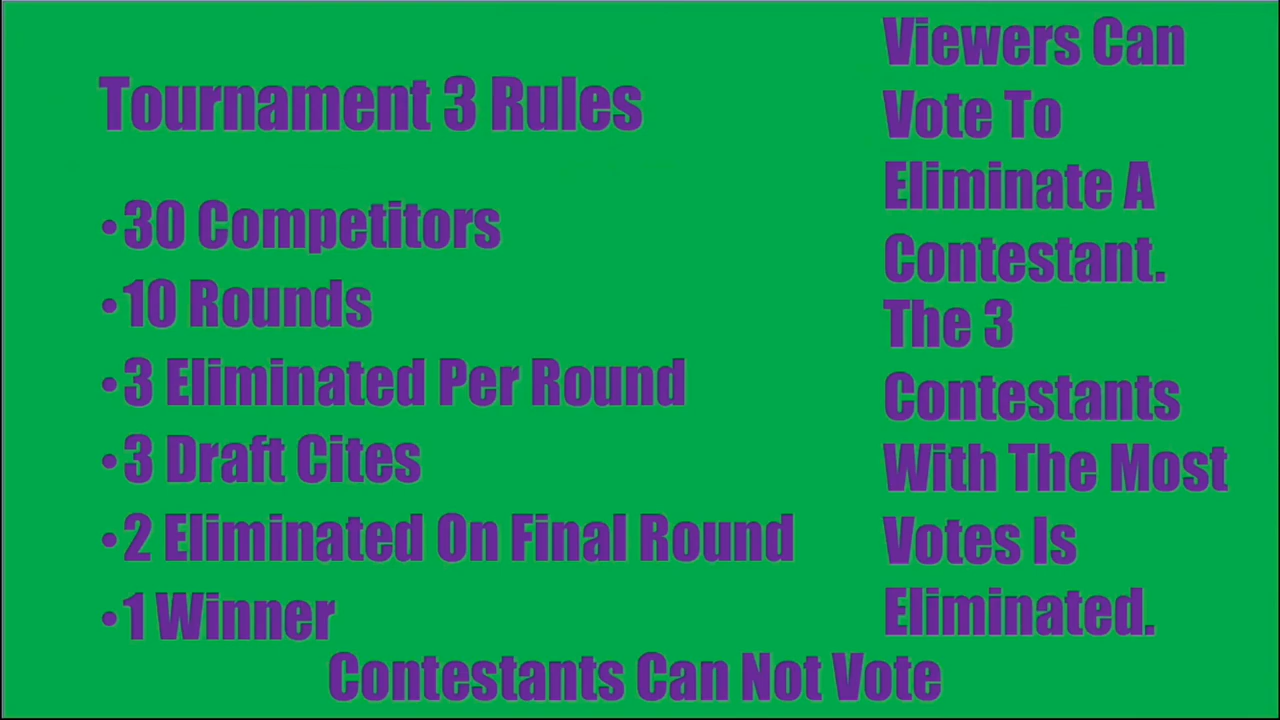 Tournament 3 Rules
•30 Competitors
•10 Rounds
•3 Eliminated Per Round
•3 Draft Cites
•2 Eliminated On Final Round
•1 Winner
Viewers Can
Vote To
Eliminate A
Contestant.
The 3
Contestants
With The Most
Votes Is
Eliminated.
Contestants Can Not Vote